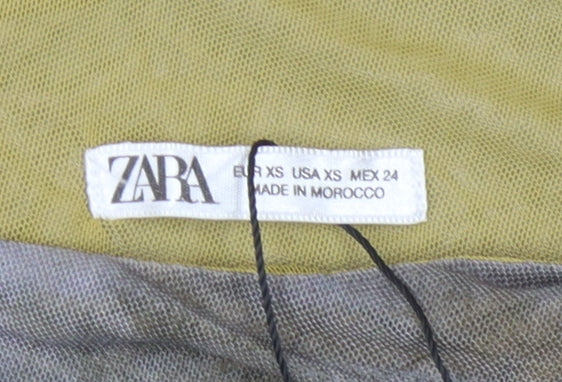 ZARA
EUR XS USA XS MEX 24
MADE IN MOROCCO